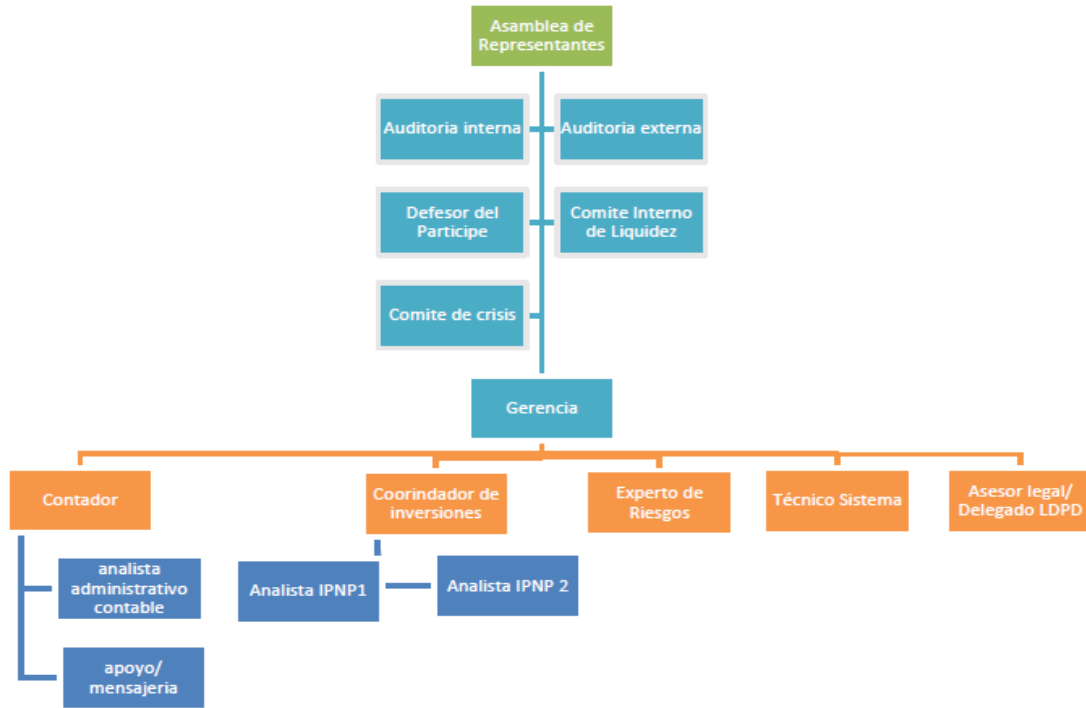 Asamblea de
Representantes
Auditoria interna
Auditoria externa
Defesor del
Participe
Comite Interno
de Liquidez
Comite de crisis
Gerencia
Contador
Coorindador de
inversiones
Experto de
Riesgos
Técnico Sistema
Asesor legal/
Delegado LDPD
analista
administrativo
contable
Analista IPNP1
Analista IPNP 2
apoyo/
mensajeria